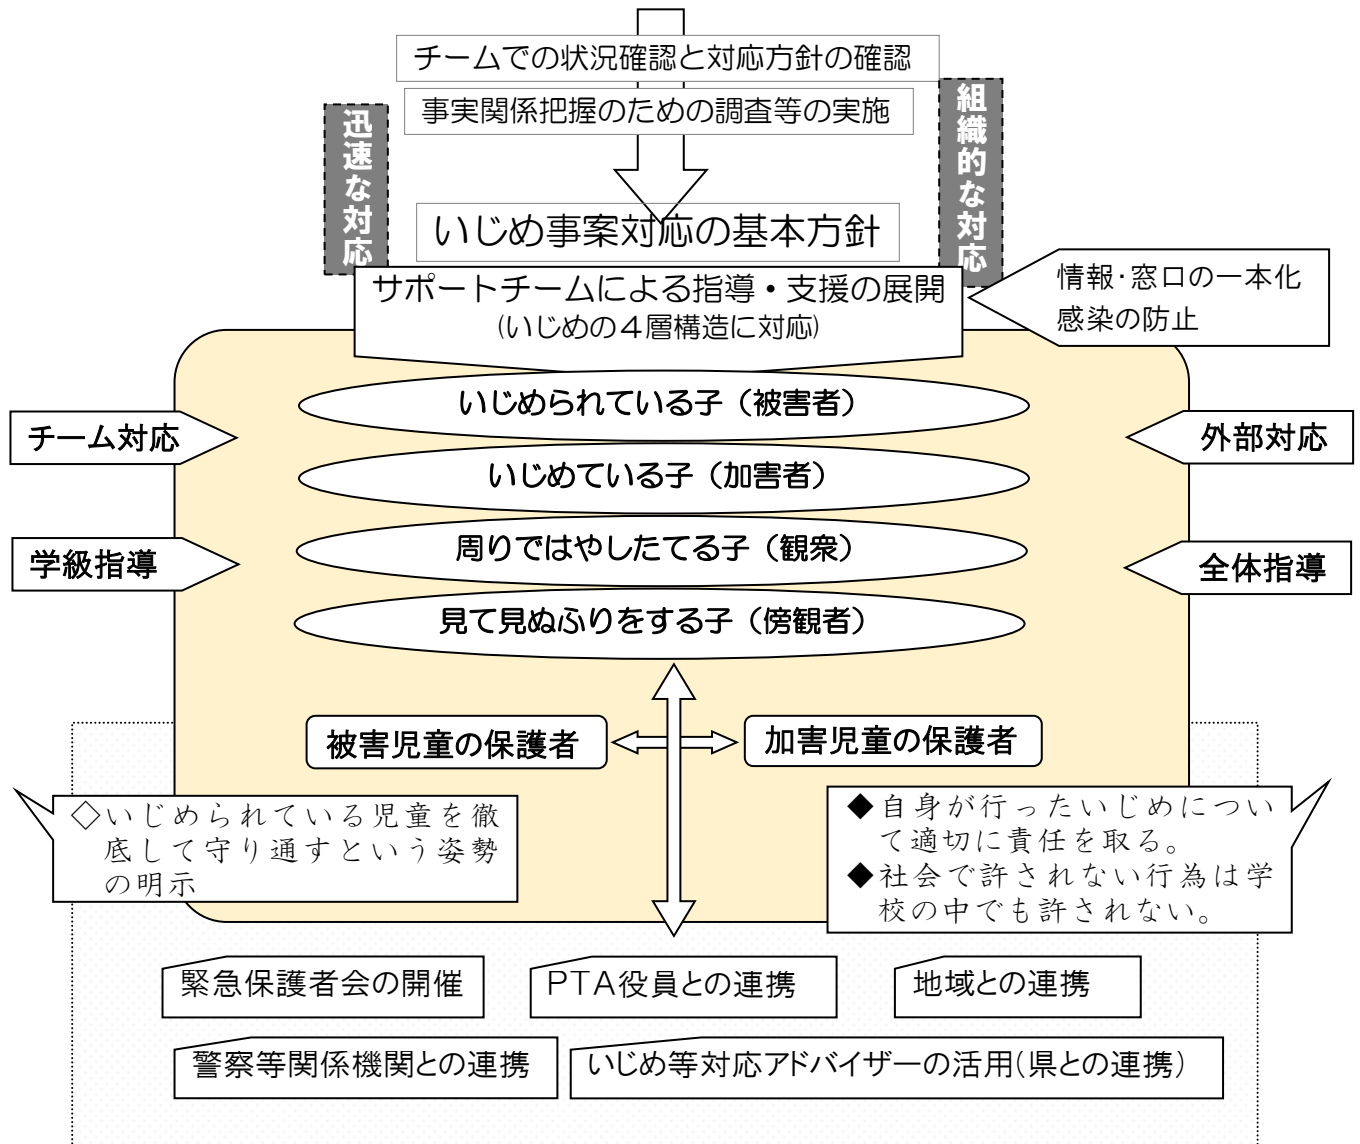 チームでの状況確認と対応方針の確認
事実関係把握のための調査等の実施
迅速な対応
組織的な対応
いじめ事案対応の基本方針
サポートチームによる指導・支援の展開
(いじめの４層構造に対応)
情報・窓口の一本化
感染の防止
いじめられている子（被害者）
チーム対応
外部対応
いじめている子（加害者）
周りではやしたてる子（観衆）
学級指導
全体指導
見て見ぬふりをする子（傍観者）
被害児童の保護者
加害児童の保護者
◇いじめられている児童を徹
底して守り通すという姿勢
の明示
◆自身が行ったいじめについ
て適切に責任を取る。
◆社会で許されない行為は学
校の中でも許されない。
緊急保護者会の開催
PTA役員との連携
地域との連携
警察等関係機関との連携
いじめ等対応アドバイザーの活用(県との連携)